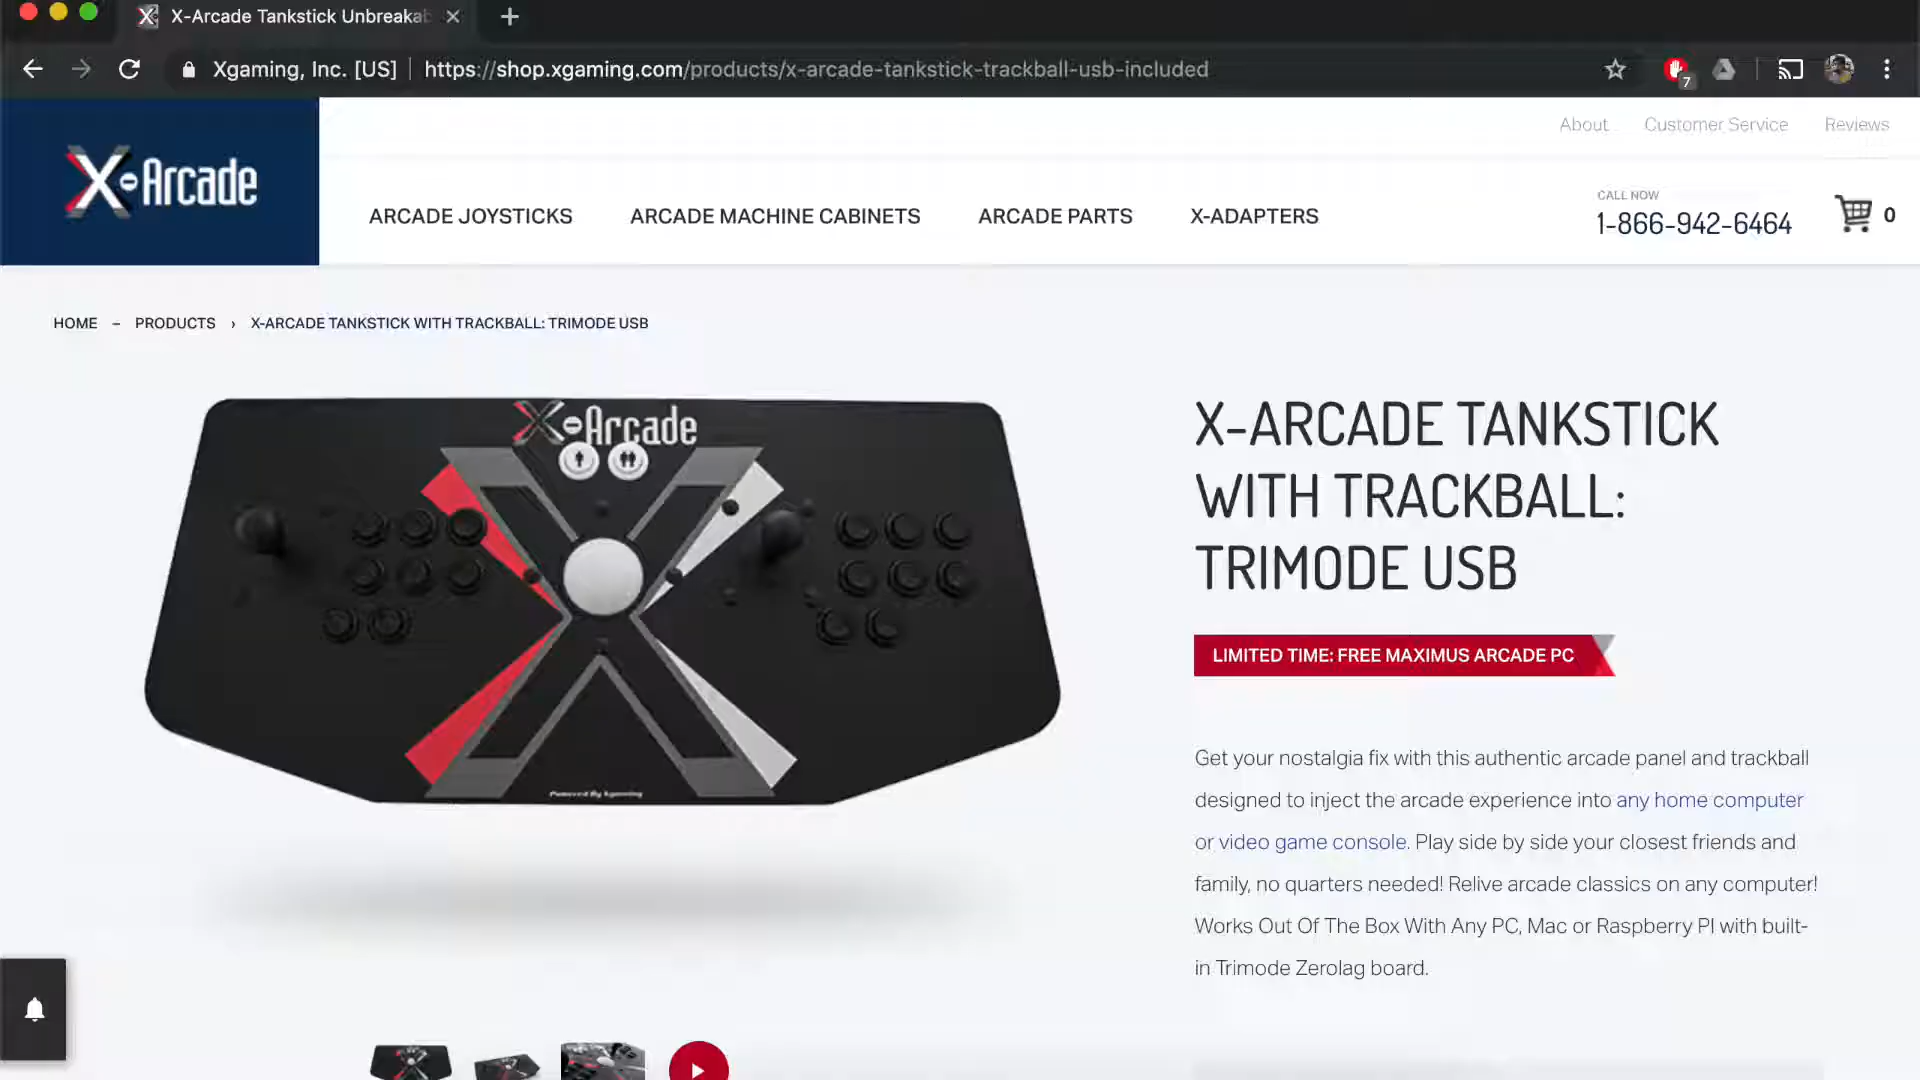 X-Arcade Tankstick Unbreakab
Xgaming, Inc. [US]
https://shop.xgaming.com/products/x-arcade-tankstick-trackball-usb-included
7
About
Customer Service
Reviews
X-Arcade
ARCADE JOYSTICKS
ARCADE MACHINE CABINETS
ARCADE PARTS
X-ADAPTERS
CALL NOW
1-866-942-6464
0
HOME – PRODUCTS › X-ARCADE TANKSTICK WITH TRACKBALL: TRIMODE USB
X-Arcade
Powered By Xgaming
X-ARCADE TANKSTICK
WITH TRACKBALL:
TRIMODE USB
LIMITED TIME: FREE MAXIMUS ARCADE PC
Get your nostalgia fix with this authentic arcade panel and trackball
designed to inject the arcade experience into any home computer
or video game console. Play side by side your closest friends and
family, no quarters needed! Relive arcade classics on any computer!
Works Out Of The Box With Any PC, Mac or Raspberry PI with built-
in Trimode Zerolag board.